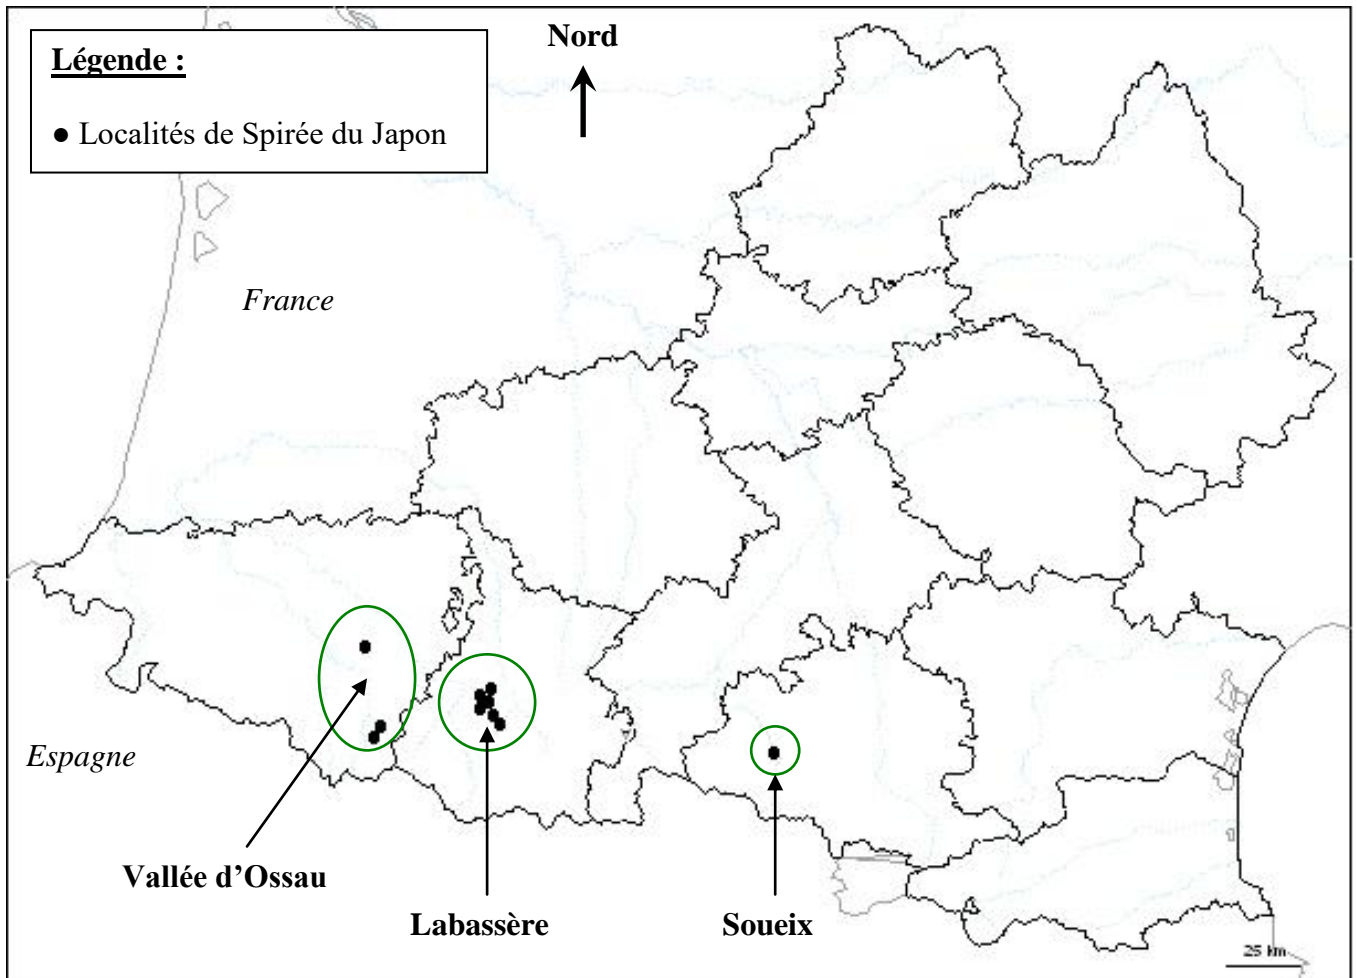 Légende :
● Localités de Spirée du Japon
Nord
France
Espagne
Vallée d’Ossau
Labassère
Soueix
25 km